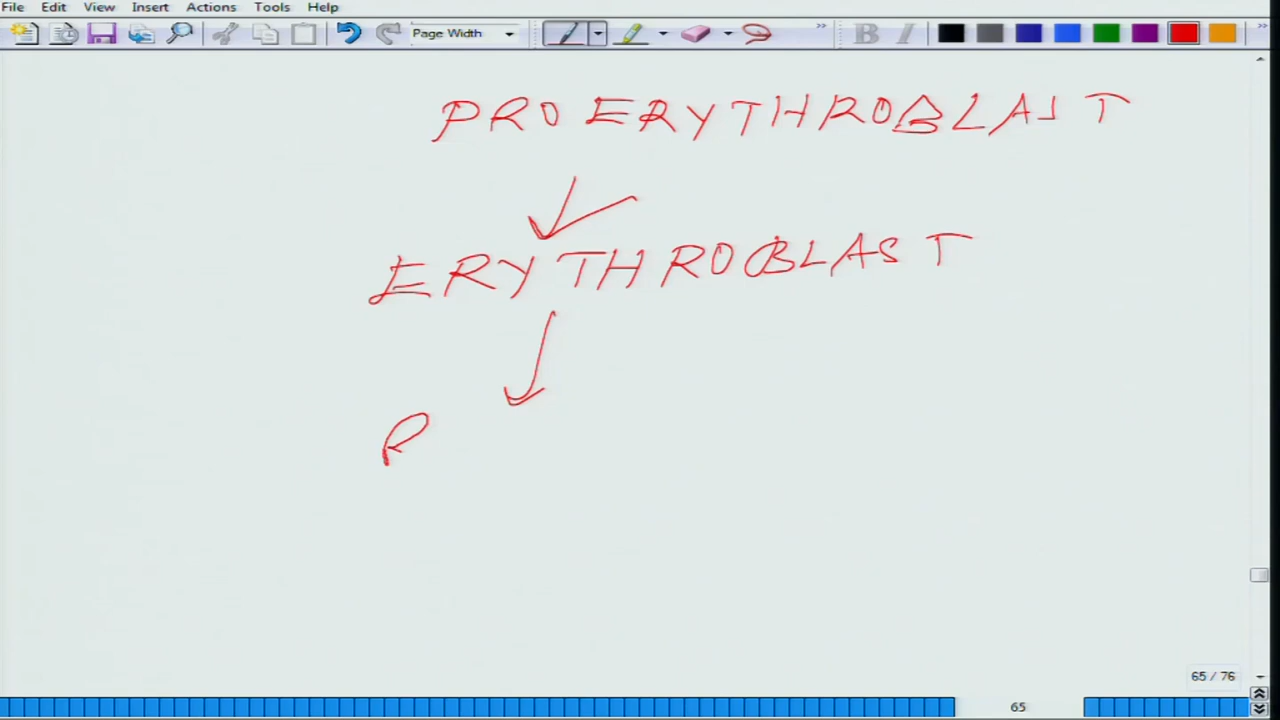 File Edit View Insert Actions Tools Help
Page Width B I
PROERYTHROBLAST
ERYTHROBLAST
R
65 / 76
65